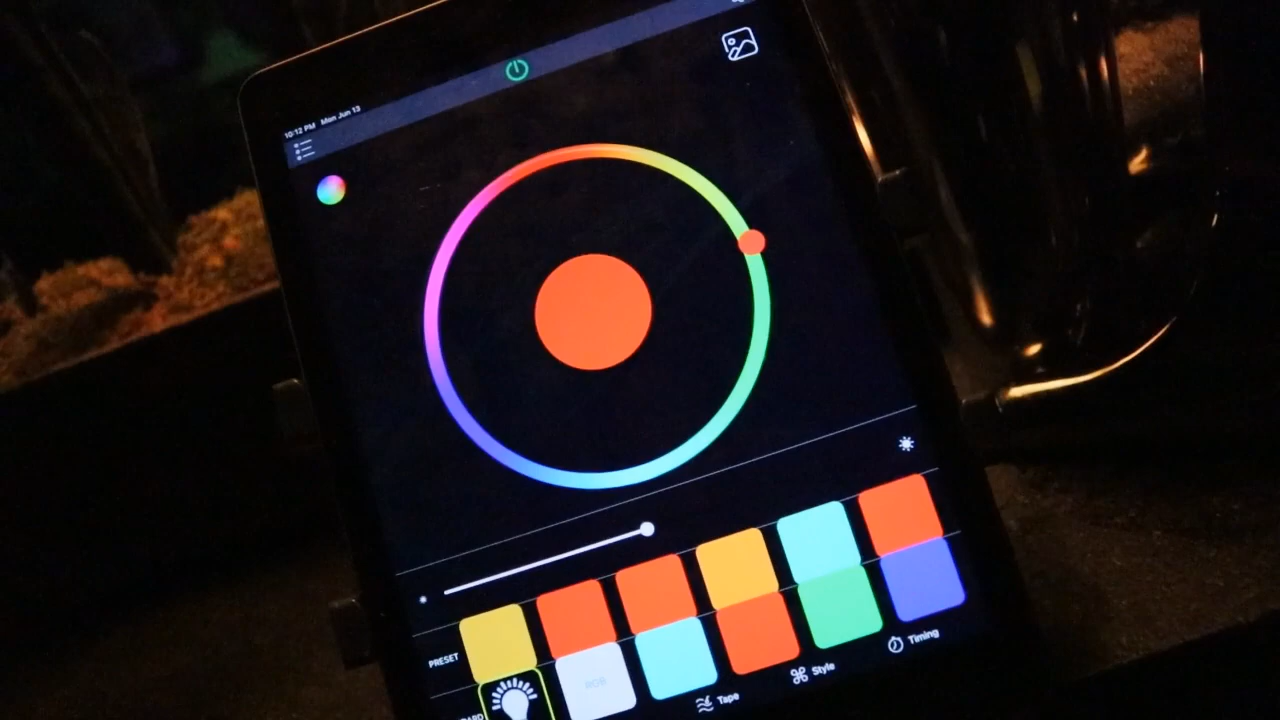 10:12 PM Mon Jun 13
PRESET
RGB
Tape
Style
Timing